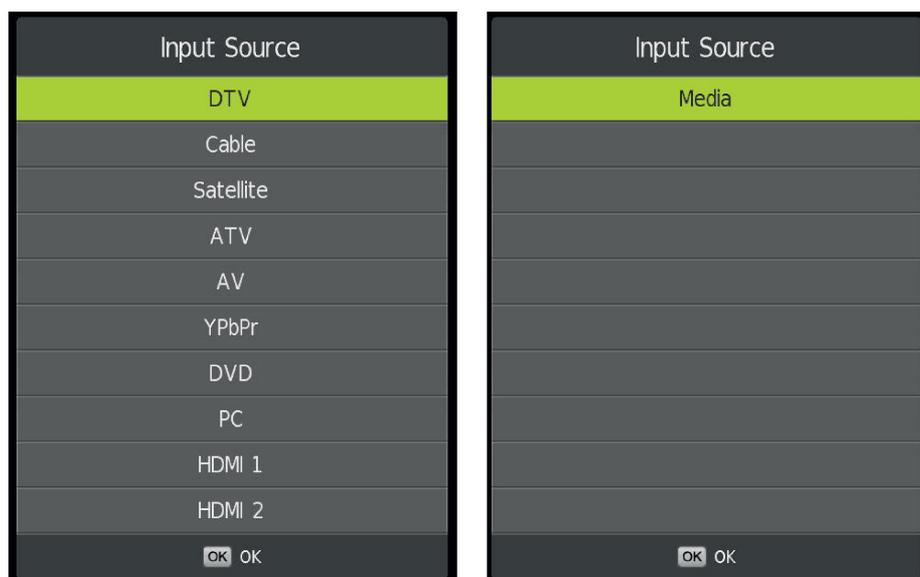 Input Source
DTV
Cable
Satellite
ATV
AV
YPbPr
DVD
PC
HDMI 1
HDMI 2
OK OK
Input Source
Media
OK OK